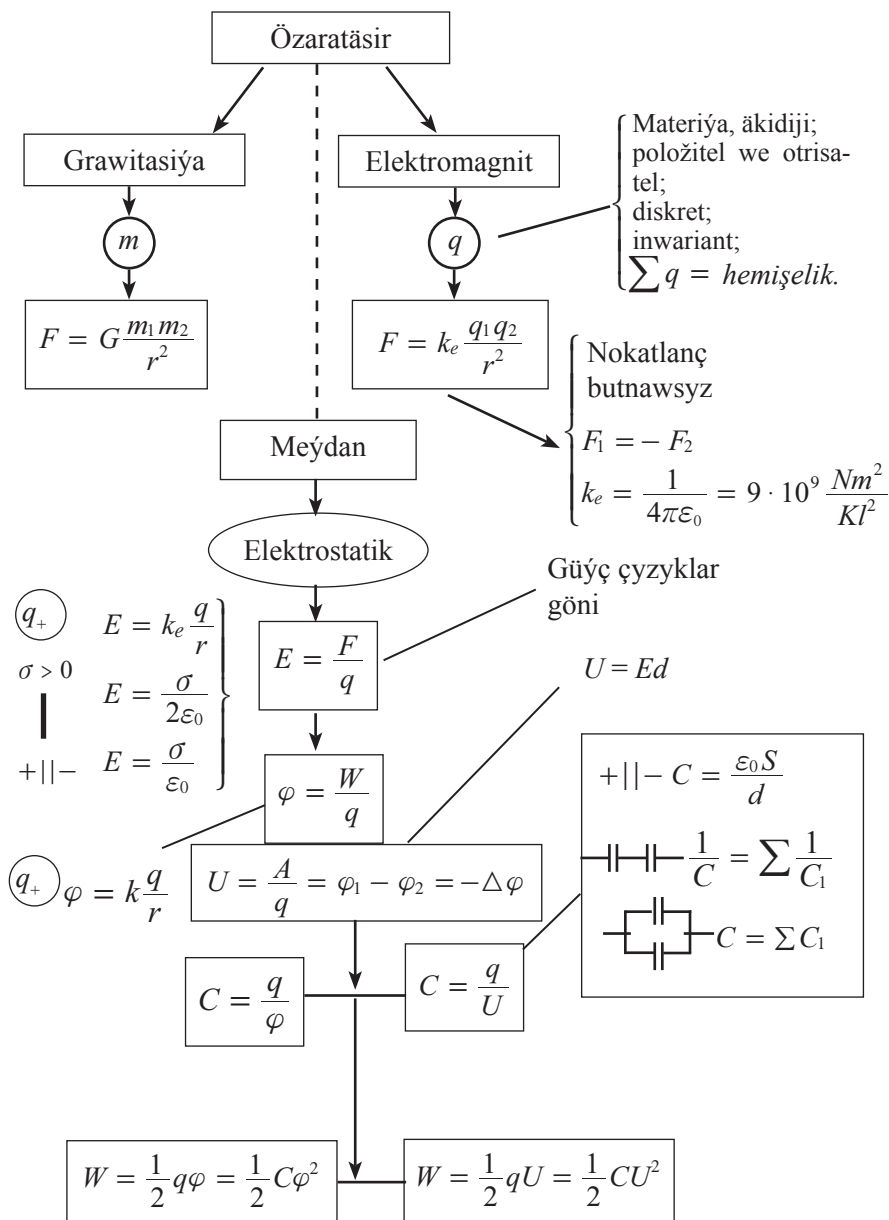 Özaratäsir
Grawitasiýa
Elektromagnit
Materiýa, äkidiji;
položitel we otrisa-
tel;
diskret;
inwariant;
∑ q = hemişelik.
m
q
F = G m₁m₂/r²
F = kₑ q₁q₂/r²
Nokatlanç
butnawsyz
F₁ = – F₂
kₑ = 1/(4πε₀) = 9 · 10⁹ Nm²/Kl²
Meýdan
Elektrostatik
Güýç çyzyklar
göni
q₊ E = kₑ q/r
σ > 0
E = σ/(2ε₀)
+||– E = σ/ε₀
E = F/q
U = Ed
φ = W/q
+||– C = ε₀S/d
1/C = ∑ 1/C₁
C = ΣC₁
q₊ φ = k q/r
U = A/q = φ₁ – φ₂ = –△φ
C = q/φ
C = q/U
W = 1/2 qφ = 1/2 Cφ²
W = 1/2 qU = 1/2 CU²